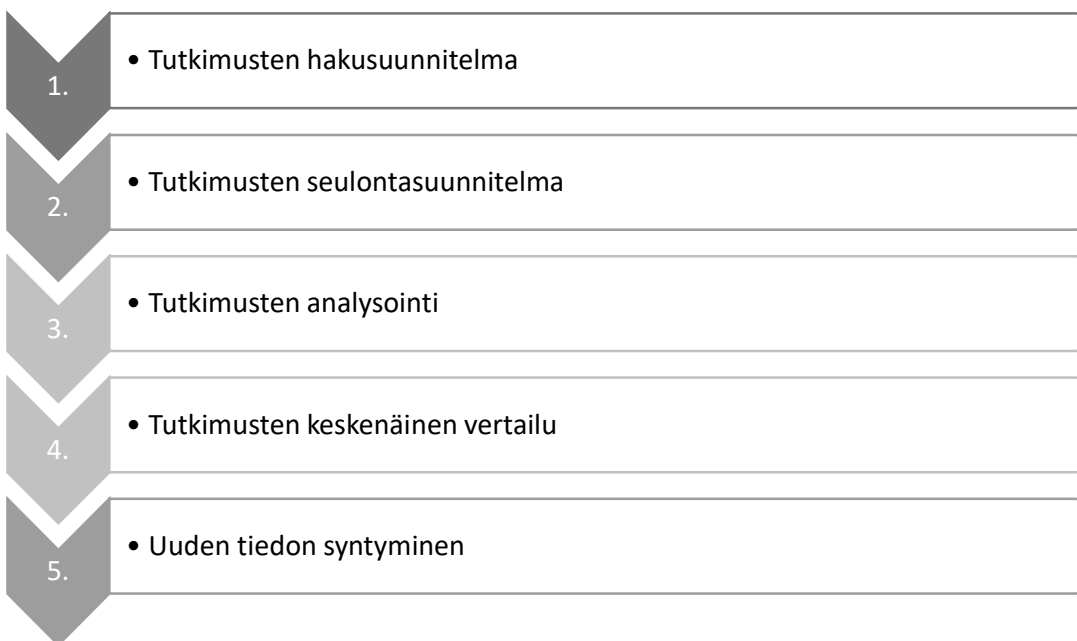 1.
• Tutkimusten hakusuunnitelma
2.
• Tutkimusten seulontasuunnitelma
3.
• Tutkimusten analysointi
4.
• Tutkimusten keskenäinen vertailu
5.
• Uuden tiedon syntyminen